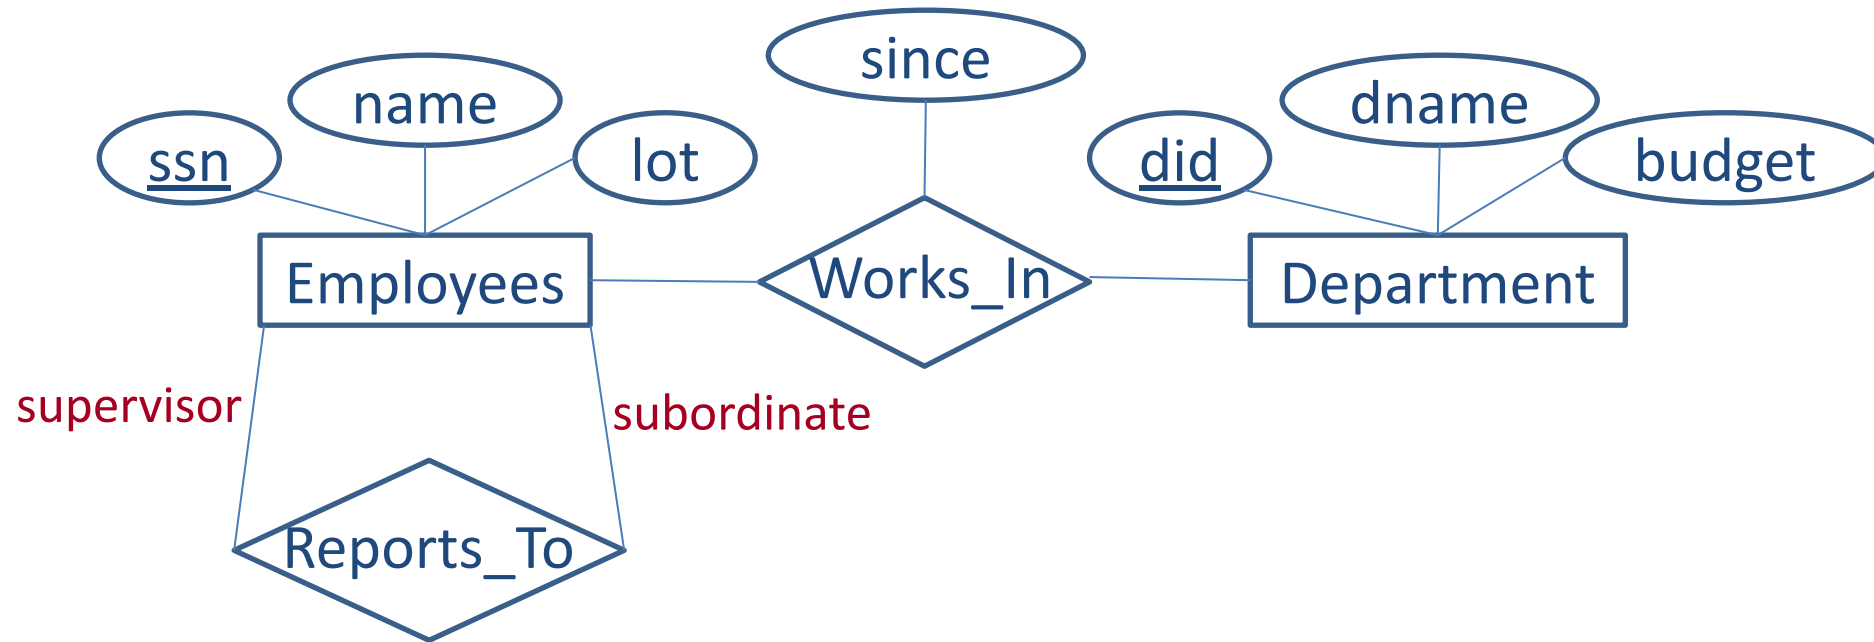 since
name
dname
ssn
lot
did
budget
Employees
Works_In
Department
supervisor
subordinate
Reports_To